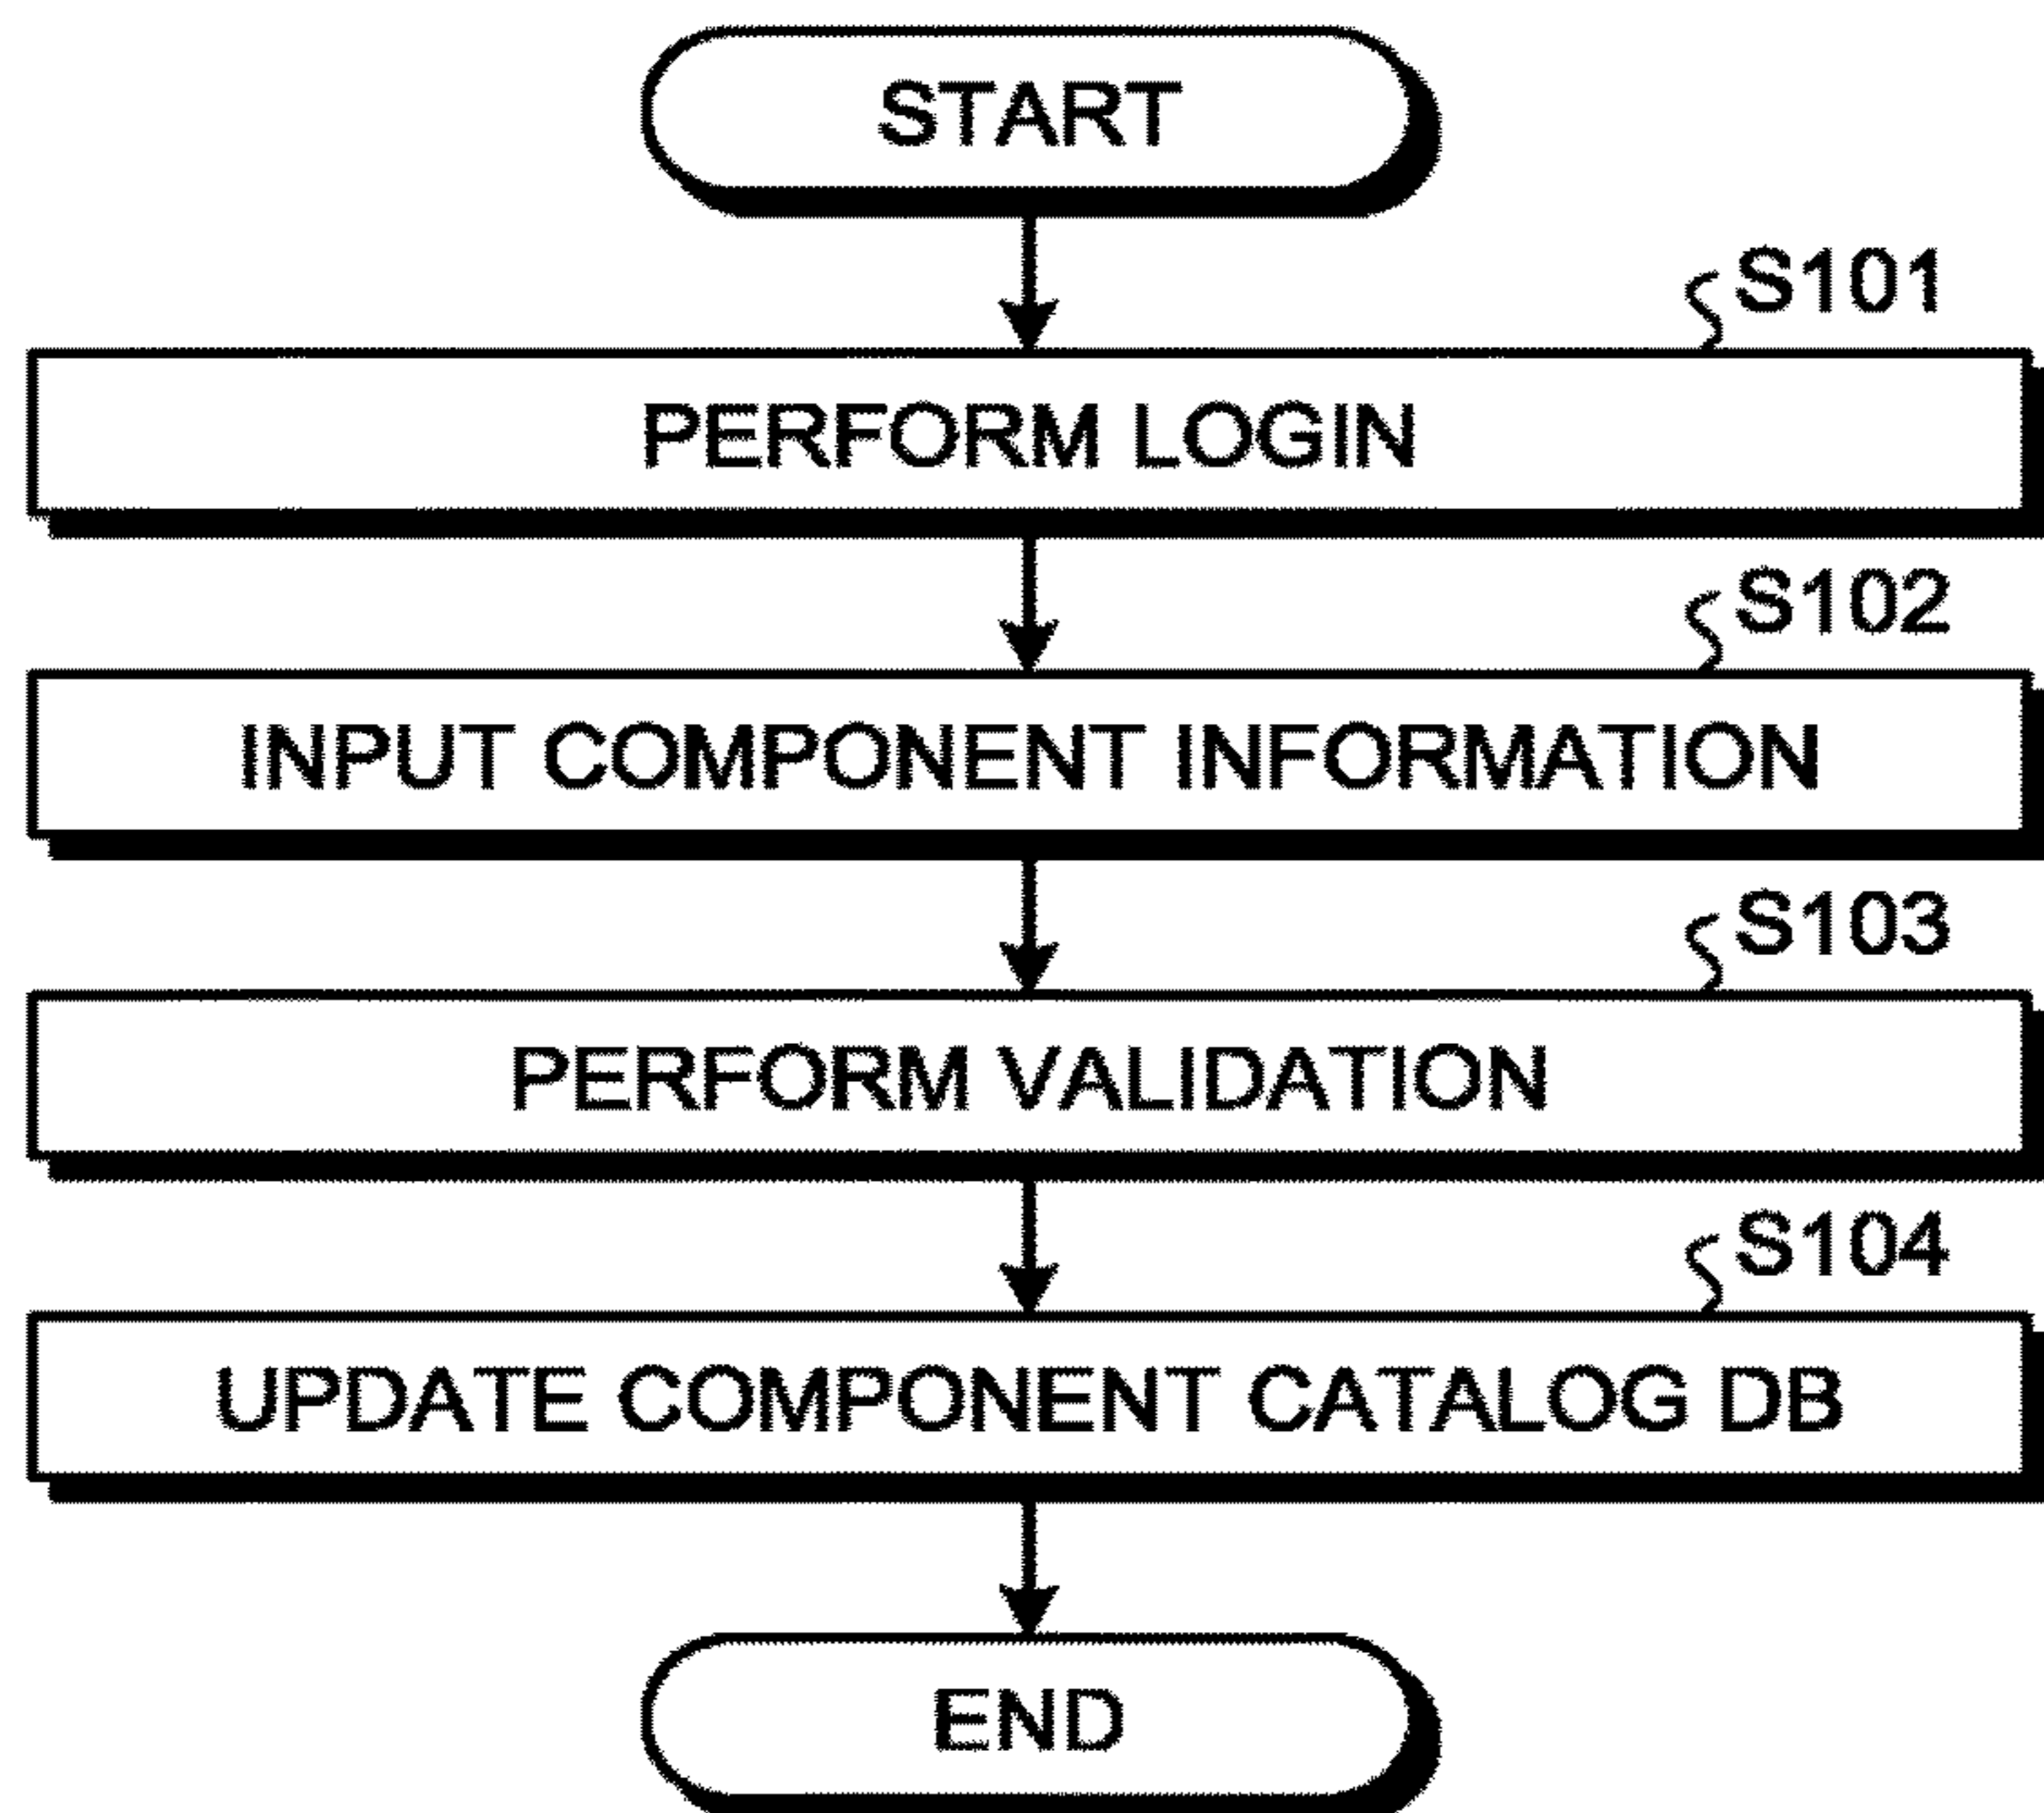 START
S101
PERFORM LOGIN
S102
INPUT COMPONENT INFORMATION
S103
PERFORM VALIDATION
S104
UPDATE COMPONENT CATALOG DB
END